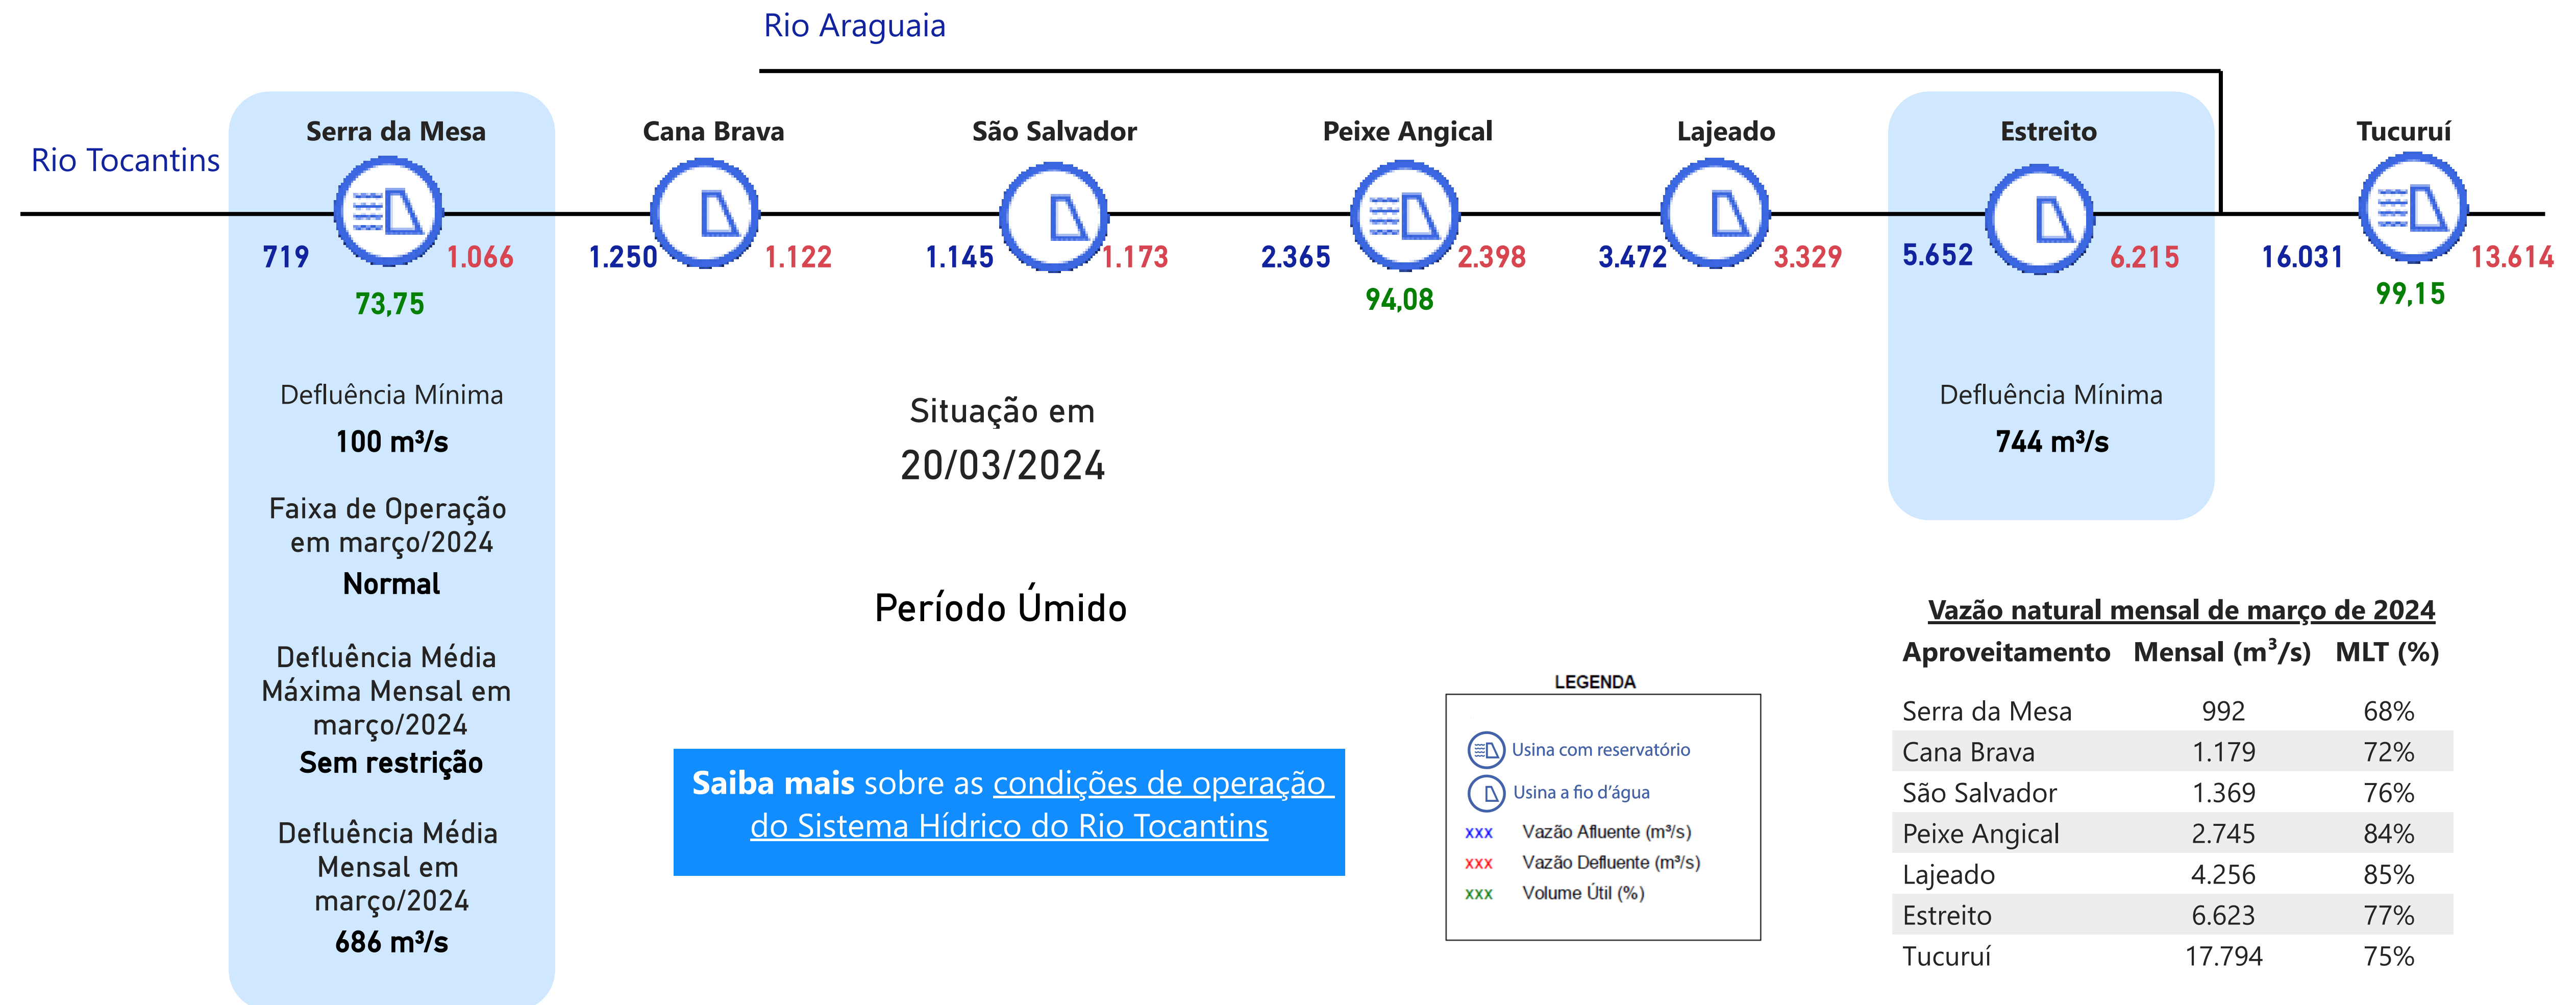 Rio Araguaia
Rio Tocantins
Serra da Mesa
Cana Brava
São Salvador
Peixe Angical
Lajeado
Estreito
Tucuruí
719
1.066
1.250
1.122
1.145
1.173
2.365
2.398
3.472
3.329
5.652
6.215
16.031
13.614
73,75
94,08
99,15
Defluência Mínima
100 m³/s
Faixa de Operação
em março/2024
Normal
Defluência Média
Máxima Mensal em
março/2024
Sem restrição
Defluência Média
Mensal em
março/2024
686 m³/s
Situação em
20/03/2024
Período Úmido
Saiba mais sobre as condições de operação
do Sistema Hídrico do Rio Tocantins
Defluência Mínima
744 m³/s
LEGENDA
Usina com reservatório
Usina a fio d’água
xxx Vazão Afluente (m³/s)
xxx Vazão Defluente (m³/s)
xxx Volume Útil (%)
Vazão natural mensal de março de 2024
Aproveitamento Mensal (m³/s) MLT (%)
Serra da Mesa 992 68%
Cana Brava 1.179 72%
São Salvador 1.369 76%
Peixe Angical 2.745 84%
Lajeado 4.256 85%
Estreito 6.623 77%
Tucuruí 17.794 75%